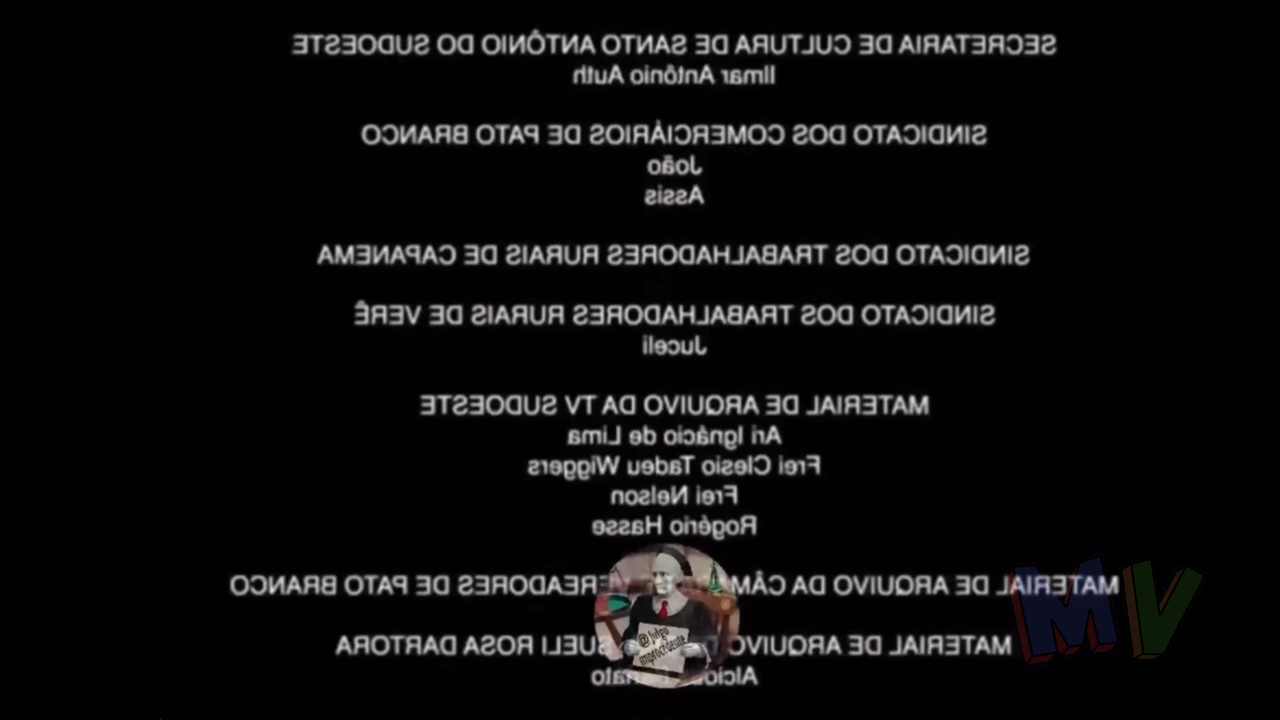 SECRETARIA DE CULTURA DE SANTO ANTÔNIO DO SUDOESTE
Ilmar Antônio Auth
SINDICATO DOS COMERCIÁRIOS DE PATO BRANCO
João
Assis
SINDICATO DOS TRABALHADORES RURAIS DE CAPANEMA
SINDICATO DOS TRABALHADORES RURAIS DE VERÊ
Juceli
MATERIAL DE ARQUIVO DA TV SUDOESTE
Ari Ignácio de Lima
Frei Clesio Tadeu Wiggers
Frei Nelson
Rogério Hasse
MATERIAL DE ARQUIVO DA DE PATO BRANCO
MATERIAL DE ARQUIVO SUELI ROSA DARTORA
@julgo
improcedente
MV